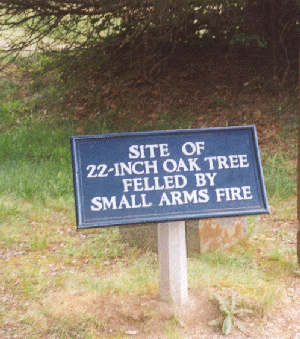 SITE OF
22-INCH OAK TREE
FELLED BY
SMALL ARMS FIRE